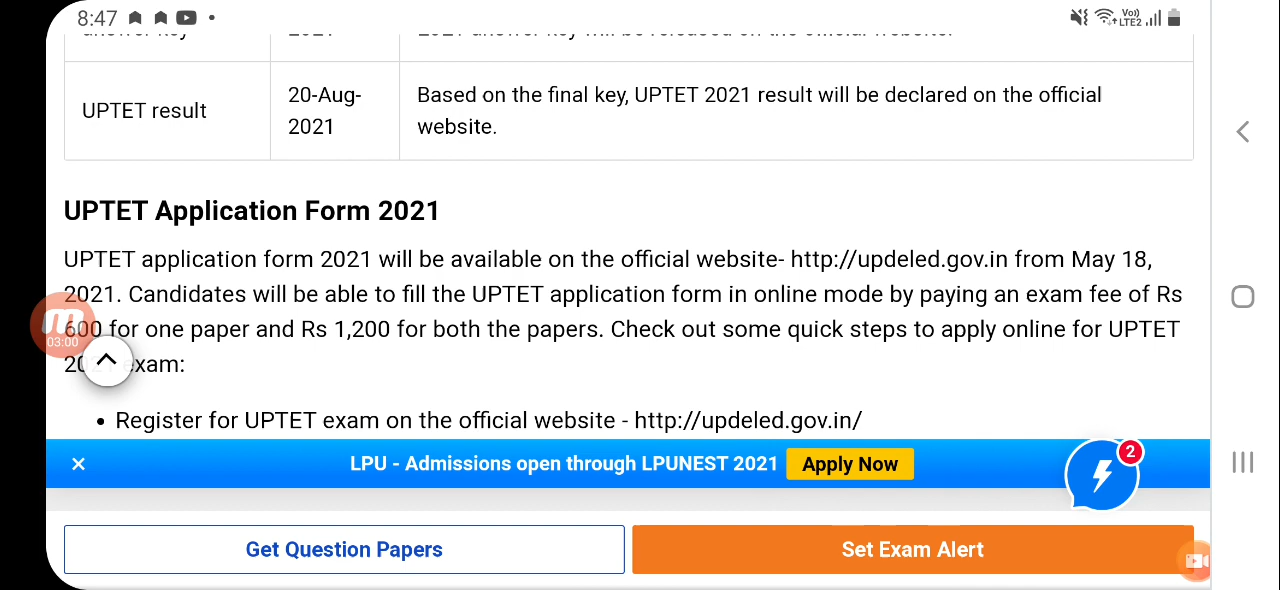 8:47
Vo))
LTE2
UPTET result
20-Aug-
2021
Based on the final key, UPTET 2021 result will be declared on the official
website.
UPTET Application Form 2021
UPTET application form 2021 will be available on the official website- http://updeled.gov.in from May 18,
2021. Candidates will be able to fill the UPTET application form in online mode by paying an exam fee of Rs
600 for one paper and Rs 1,200 for both the papers. Check out some quick steps to apply online for UPTET
exam:
03:00
• Register for UPTET exam on the official website - http://updeled.gov.in/
LPU - Admissions open through LPUNEST 2021
Apply Now
2
Get Question Papers
Set Exam Alert